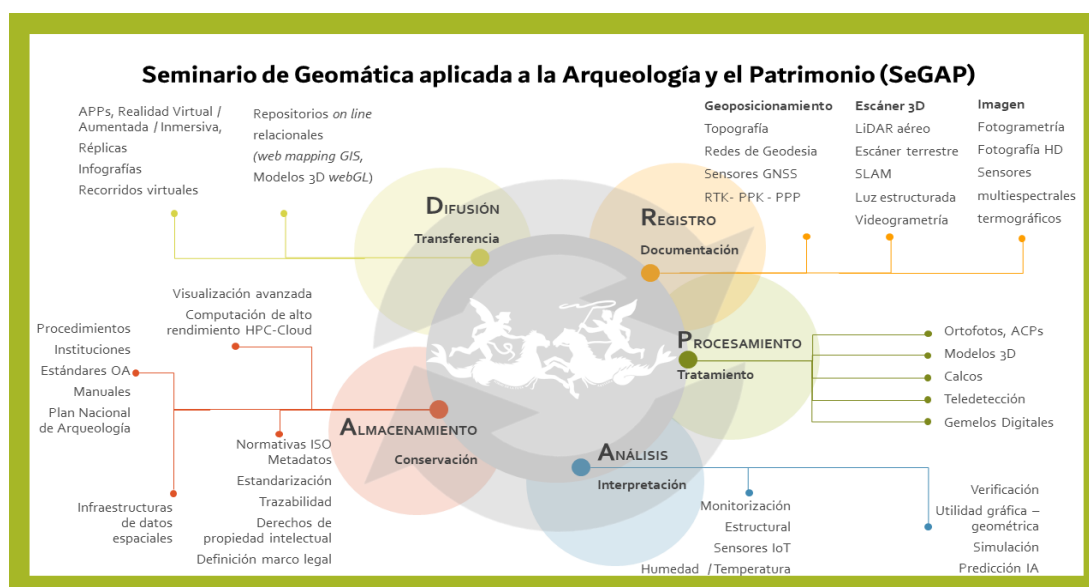 Seminario de Geomática aplicada a la Arqueología y el Patrimonio (SeGAP)
APPs, Realidad Virtual /
Aumentada / Inmersiva,
Réplicas
Infografías
Recorridos virtuales
Repositorios on line
relacionales
(web mapping GIS,
Modelos 3D webGL)
Geoposicionamiento
Topografía
Redes de Geodesia
Sensores GNSS
RTK- PPK - PPP
Escáner 3D
LiDAR aéreo
Escáner terrestre
SLAM
Luz estructurada
Videogrametría
Imagen
Fotogrametría
Fotografía HD
Sensores
multiespectrales
termográficos
DIFUSIÓN
Transferencia
REGISTRO
Documentación
PROCESAMIENTO
Tratamiento
Ortofotos, ACPs
Modelos 3D
Calcos
Teledetección
Gemelos Digitales
ANÁLISIS
Interpretación
Monitorización
Estructural
Sensores IoT
Humedad / Temperatura
Verificación
Utilidad gráfica –
geométrica
Simulación
Predicción IA
ALMACENAMIENTO
Conservación
Visualización avanzada
Computación de alto
rendimiento HPC-Cloud
Procedimientos
Instituciones
Estándares OA
Manuales
Plan Nacional
de Arqueología
Normativas ISO
Metadatos
Estandarización
Trazabilidad
Derechos de
propiedad intelectual
Definición marco legal
Infraestructuras
de datos
espaciales